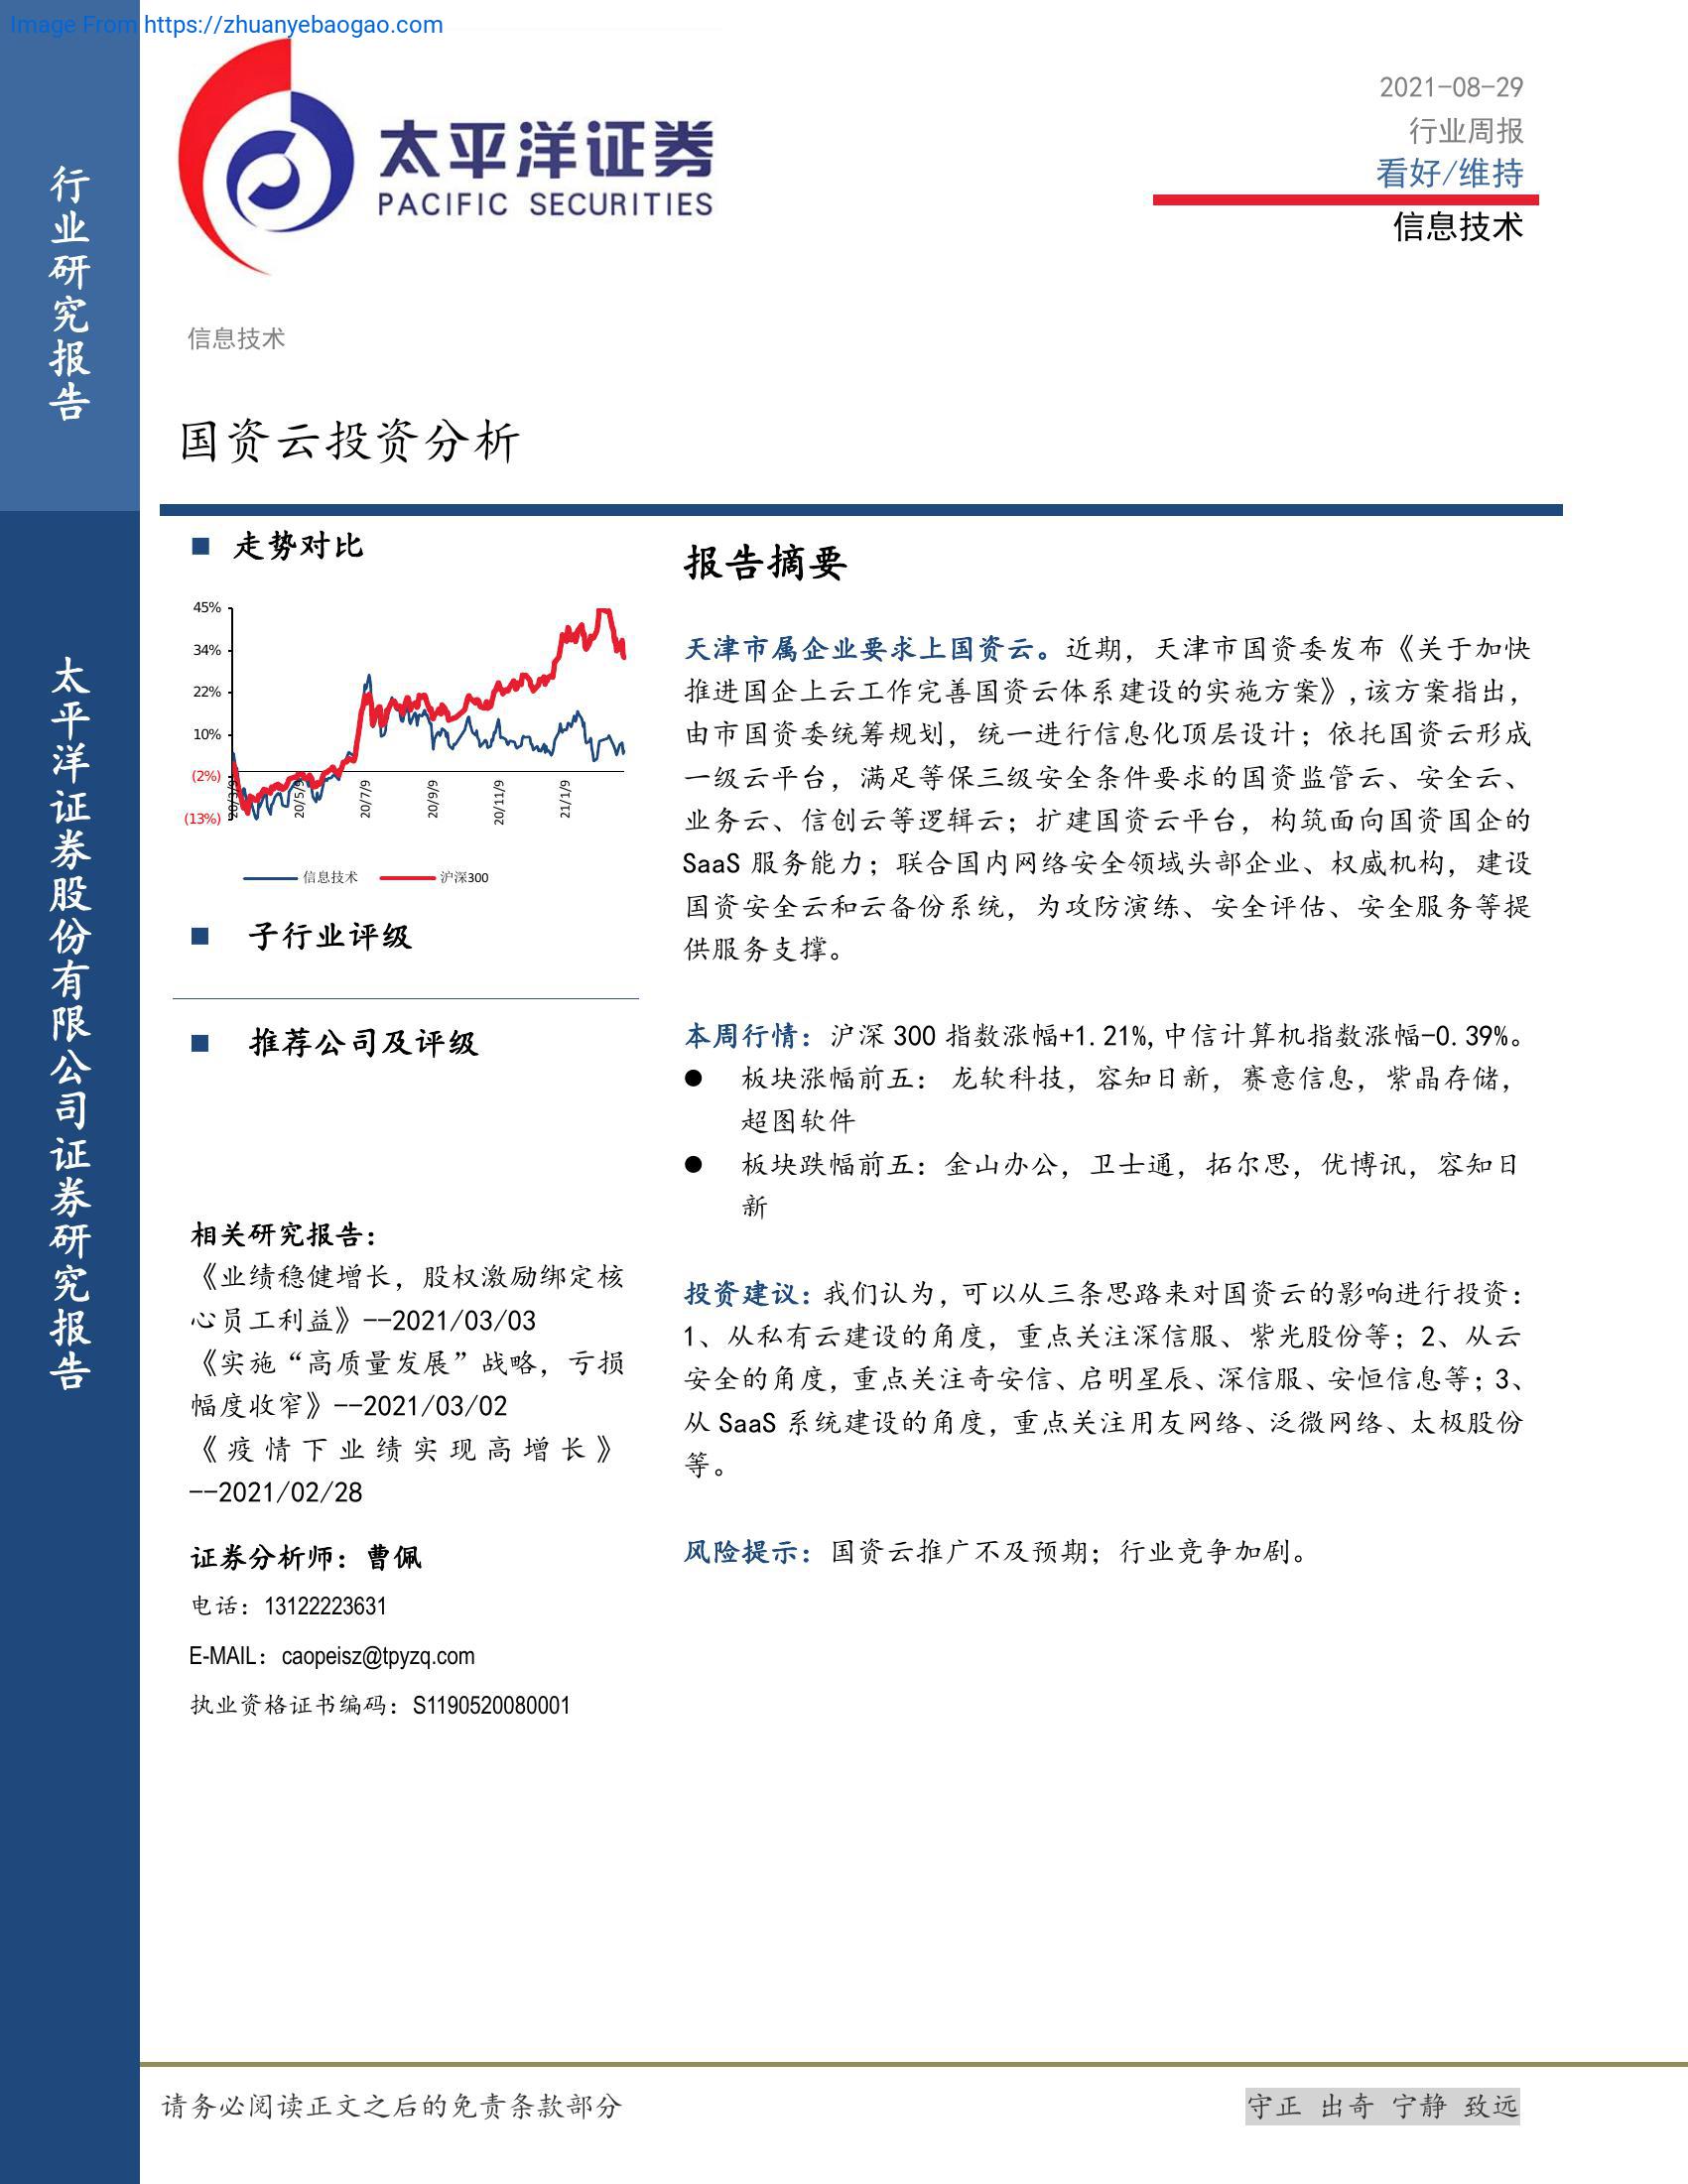 Image From https://zhuanyebaogao.com
太平洋证券
PACIFIC SECURITIES
2021-08-29
行业周报
看好/维持
信息技术
行业研究报告
太平洋证券股份有限公司证券研究报告
信息技术
国资云投资分析
走势对比
45%
34%
22%
10%
(2%)
(13%)
20/3/9
20/5/9
20/7/9
20/9/9
20/11/9
21/1/9
信息技术
沪深300
子行业评级
推荐公司及评级
相关研究报告：
《业绩稳健增长，股权激励绑定核
心员工利益》--2021/03/03
《实施“高质量发展”战略，亏损
幅度收窄》--2021/03/02
《疫情下业绩实现高增长》
--2021/02/28
证券分析师：曹佩
电话：13122223631
E-MAIL：caopeisz@tpyzq.com
执业资格证书编码：S1190520080001
报告摘要
天津市属企业要求上国资云。近期，天津市国资委发布《关于加快
推进国企上云工作完善国资云体系建设的实施方案》,该方案指出，
由市国资委统筹规划，统一进行信息化顶层设计；依托国资云形成
一级云平台，满足等保三级安全条件要求的国资监管云、安全云、
业务云、信创云等逻辑云；扩建国资云平台，构筑面向国资国企的
SaaS 服务能力；联合国内网络安全领域头部企业、权威机构，建设
国资安全云和云备份系统，为攻防演练、安全评估、安全服务等提
供服务支撑。
本周行情：沪深 300 指数涨幅+1.21%,中信计算机指数涨幅-0.39%。
● 板块涨幅前五： 龙软科技，容知日新，赛意信息，紫晶存储，
超图软件
● 板块跌幅前五：金山办公，卫士通，拓尔思，优博讯，容知日
新
投资建议：我们认为，可以从三条思路来对国资云的影响进行投资：
1、从私有云建设的角度，重点关注深信服、紫光股份等；2、从云
安全的角度，重点关注奇安信、启明星辰、深信服、安恒信息等；3、
从 SaaS 系统建设的角度，重点关注用友网络、泛微网络、太极股份
等。
风险提示：国资云推广不及预期；行业竞争加剧。
请务必阅读正文之后的免责条款部分
守正 出奇 宁静 致远